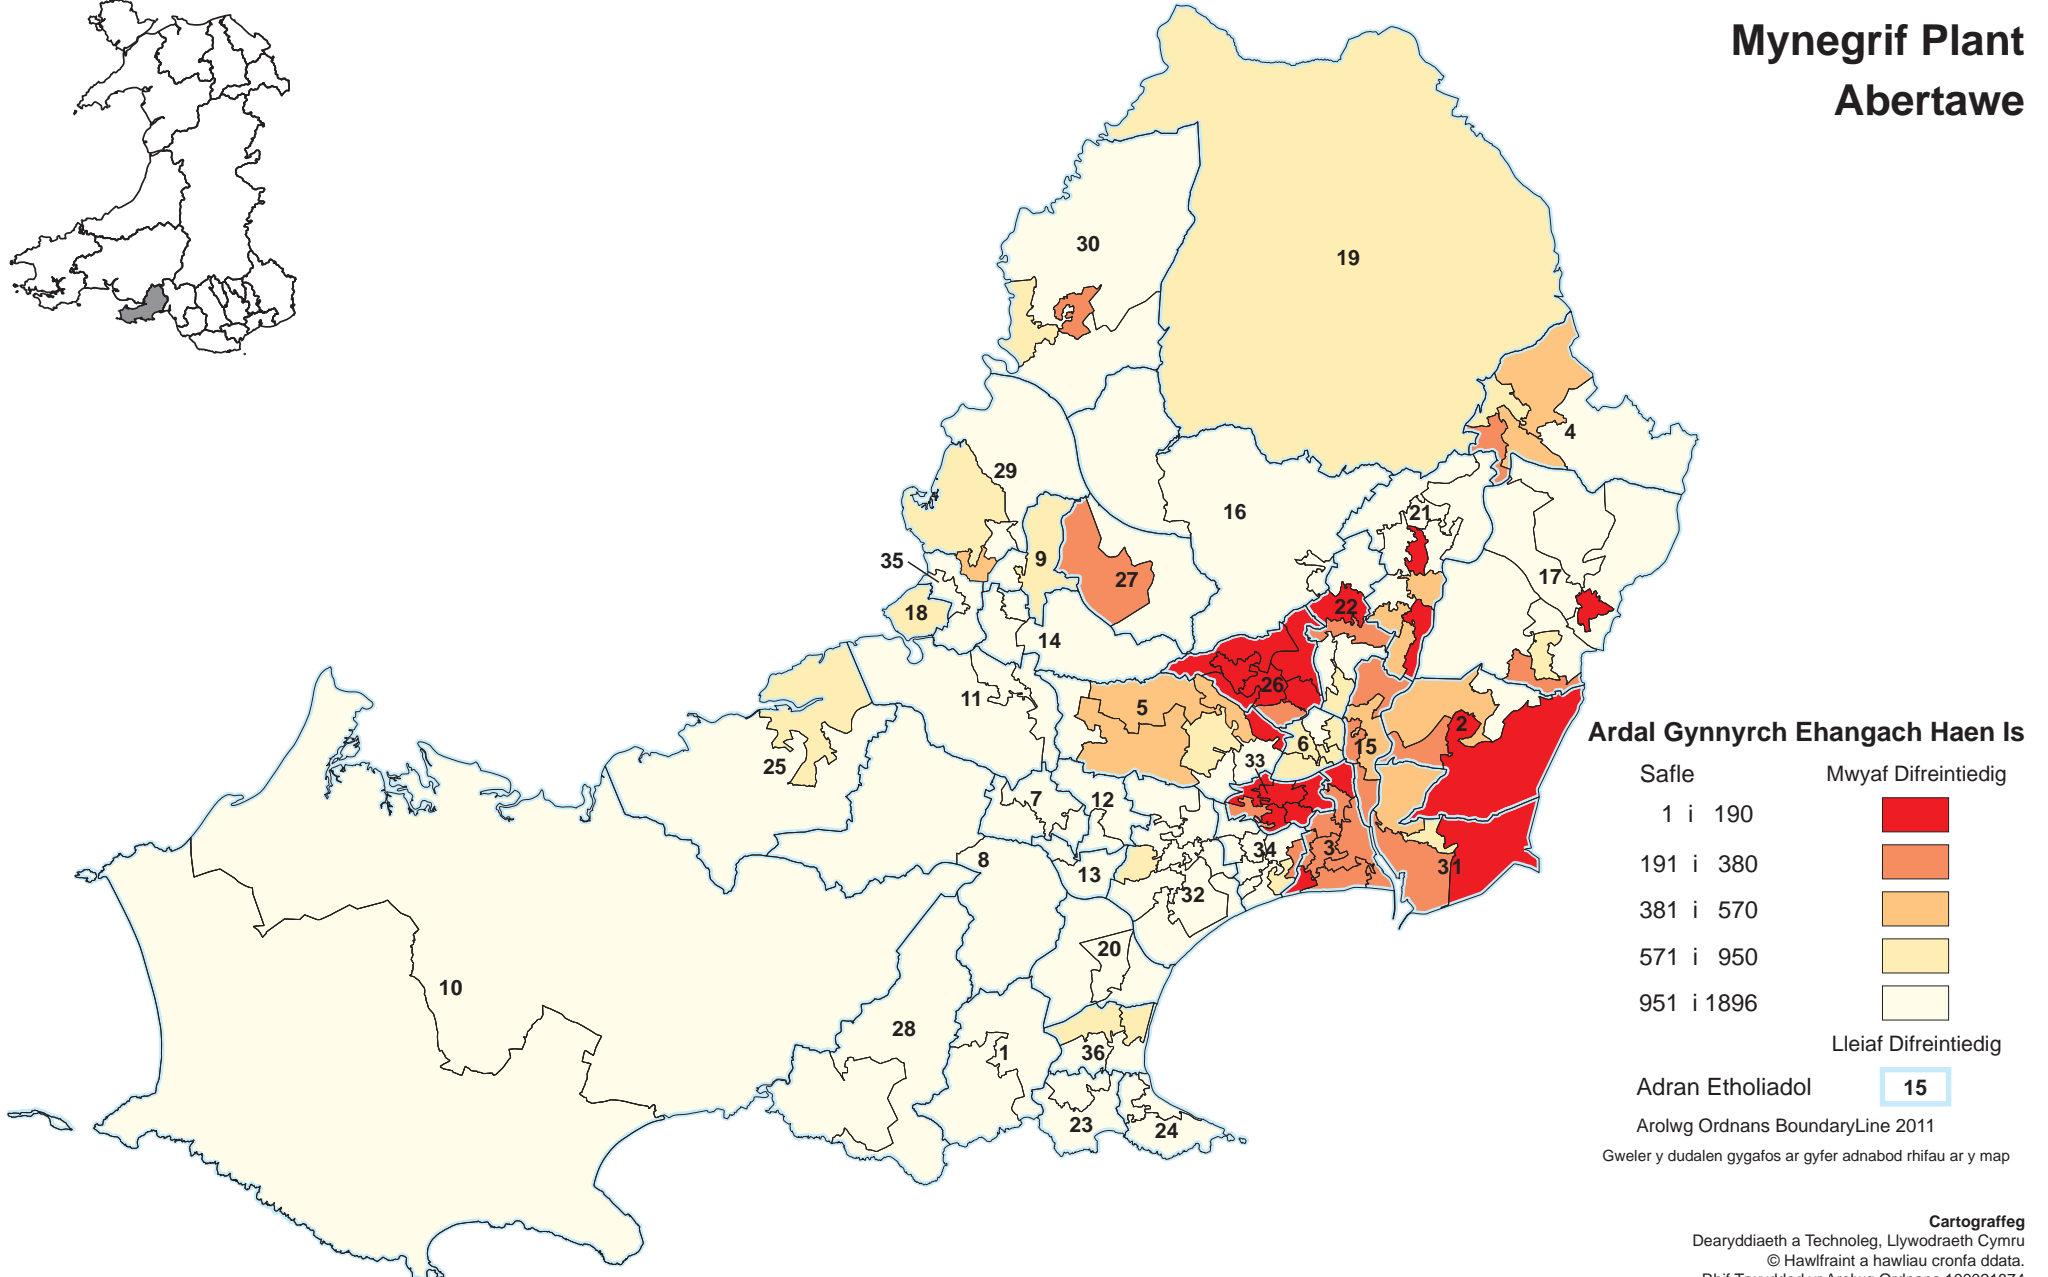 Mynegrif Plant
Abertawe
30
19
4
29
16
21
35
9
27
17
18
22
14
26
11
5
2
25
6
15
33
7
12
8
34
3
31
13
32
20
10
28
1
36
23
24
Ardal Gynnyrch Ehangach Haen Is
Safle Mwyaf Difreintiedig
1 i 190
191 i 380
381 i 570
571 i 950
951 i 1896
Lleiaf Difreintiedig
Adran Etholiadol 15
Arolwg Ordnans BoundaryLine 2011
Gweler y dudalen gygafos ar gyfer adnabod rhifau ar y map
Cartograffeg
Dearyddiaeth a Technoleg, Llywodraeth Cymru
© Hawlfraint a hawliau cronfa ddata.